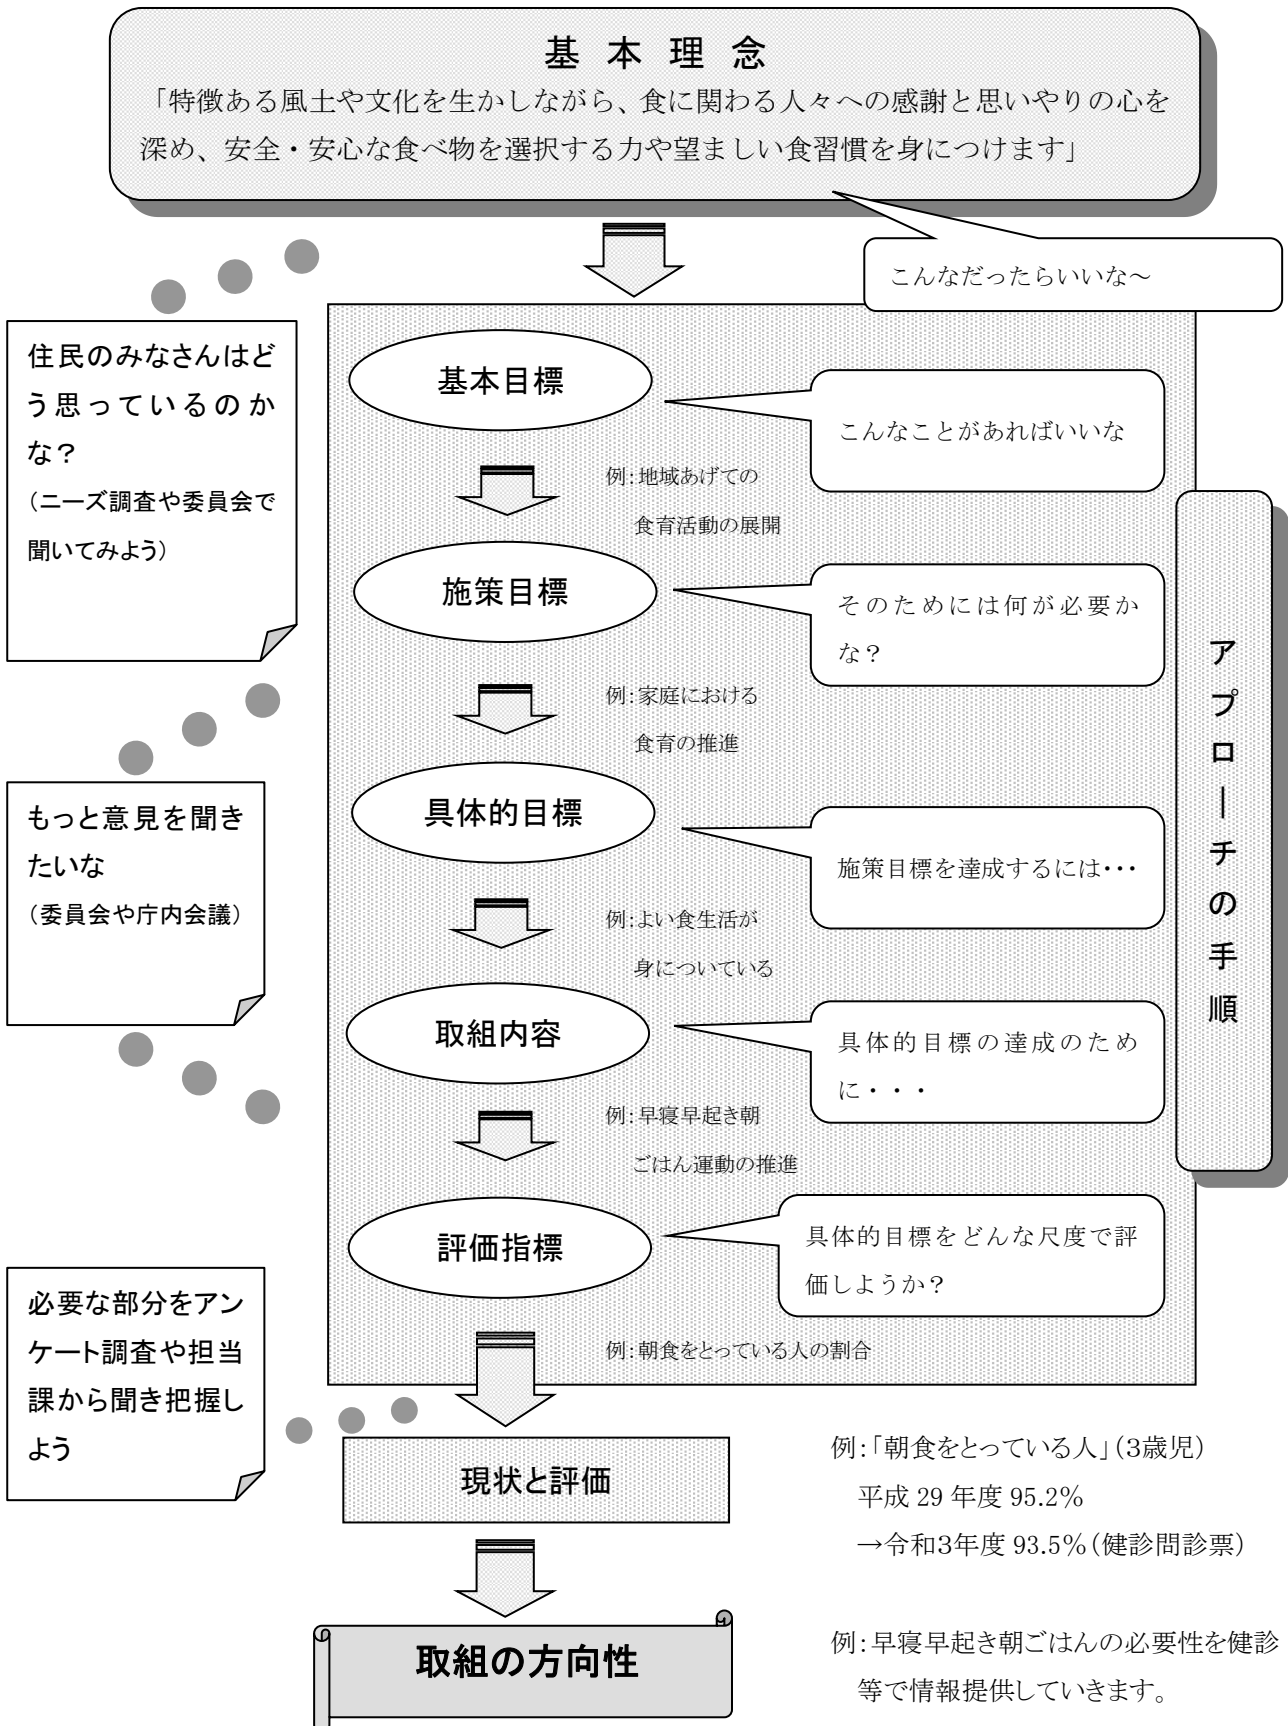 基本理念
「特徴ある風土や文化を生かしながら、食に関わる人々への感謝と思いやりの心を
深め、安全・安心な食べ物を選択する力や望ましい食習慣を身につけます」
こんなだったらいいな～
住民のみなさんはど
う思っているのか
な？
（ニーズ調査や委員会で
聞いてみよう）
基本目標
こんなことがあればいいな
例：地域あげての
食育活動の展開
施策目標
そのためには何が必要か
な？
例：家庭における
食育の推進
アプローチの手順
もっと意見を聞き
たいな
（委員会や庁内会議）
具体的目標
施策目標を達成するには・・・
例：よい食生活が
身についている
取組内容
具体的目標の達成のため
に・・・
例：早寝早起き朝
ごはん運動の推進
評価指標
具体的目標をどんな尺度で評
価しようか？
例：朝食をとっている人の割合
必要な部分をアン
ケート調査や担当
課から聞き把握し
よう
現状と評価
例：「朝食をとっている人」（3歳児）
平成 29 年度 95.2％
→令和3年度 93.5％（健診問診票）
取組の方向性
例：早寝早起き朝ごはんの必要性を健診
等で情報提供していきます。